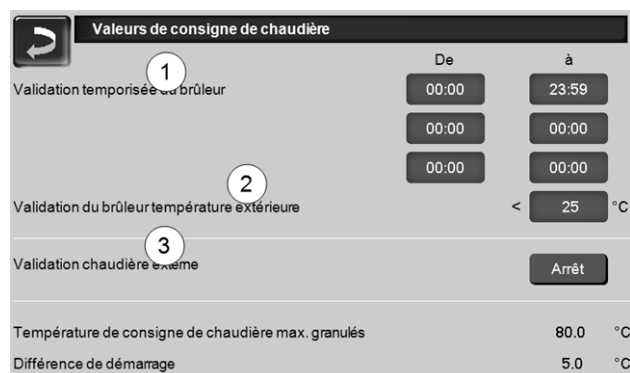 Valeurs de consigne de chaudière
De à
1
Validation temporisée du brûleur 00:00 23:59
00:00 00:00
00:00 00:00
2
Validation du brûleur température extérieure < 25 °C
3
Validation chaudière externe Arrêt
Température de consigne de chaudière max. granulés 80.0 °C
Différence de démarrage 5.0 °C